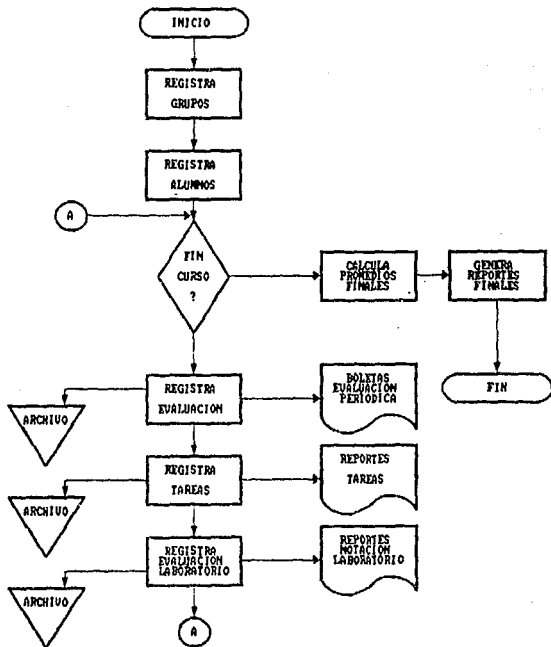 INICIO
REGISTRA
GRUPOS
REGISTRA
ALUMNOS
A
FIN
CURSO
?
CALCULA
PROMEDIOS
FINALES
GENERA
REPORTES
FINALES
FIN
REGISTRA
EVALUACION
ARCHIVO
BOLETAS
EVALUACION
PERIODICA
REGISTRA
TAREAS
ARCHIVO
REPORTES
TAREAS
REGISTRA
EVALUACION
LABORATORIO
ARCHIVO
REPORTES
NOTACION
LABORATORIO
A